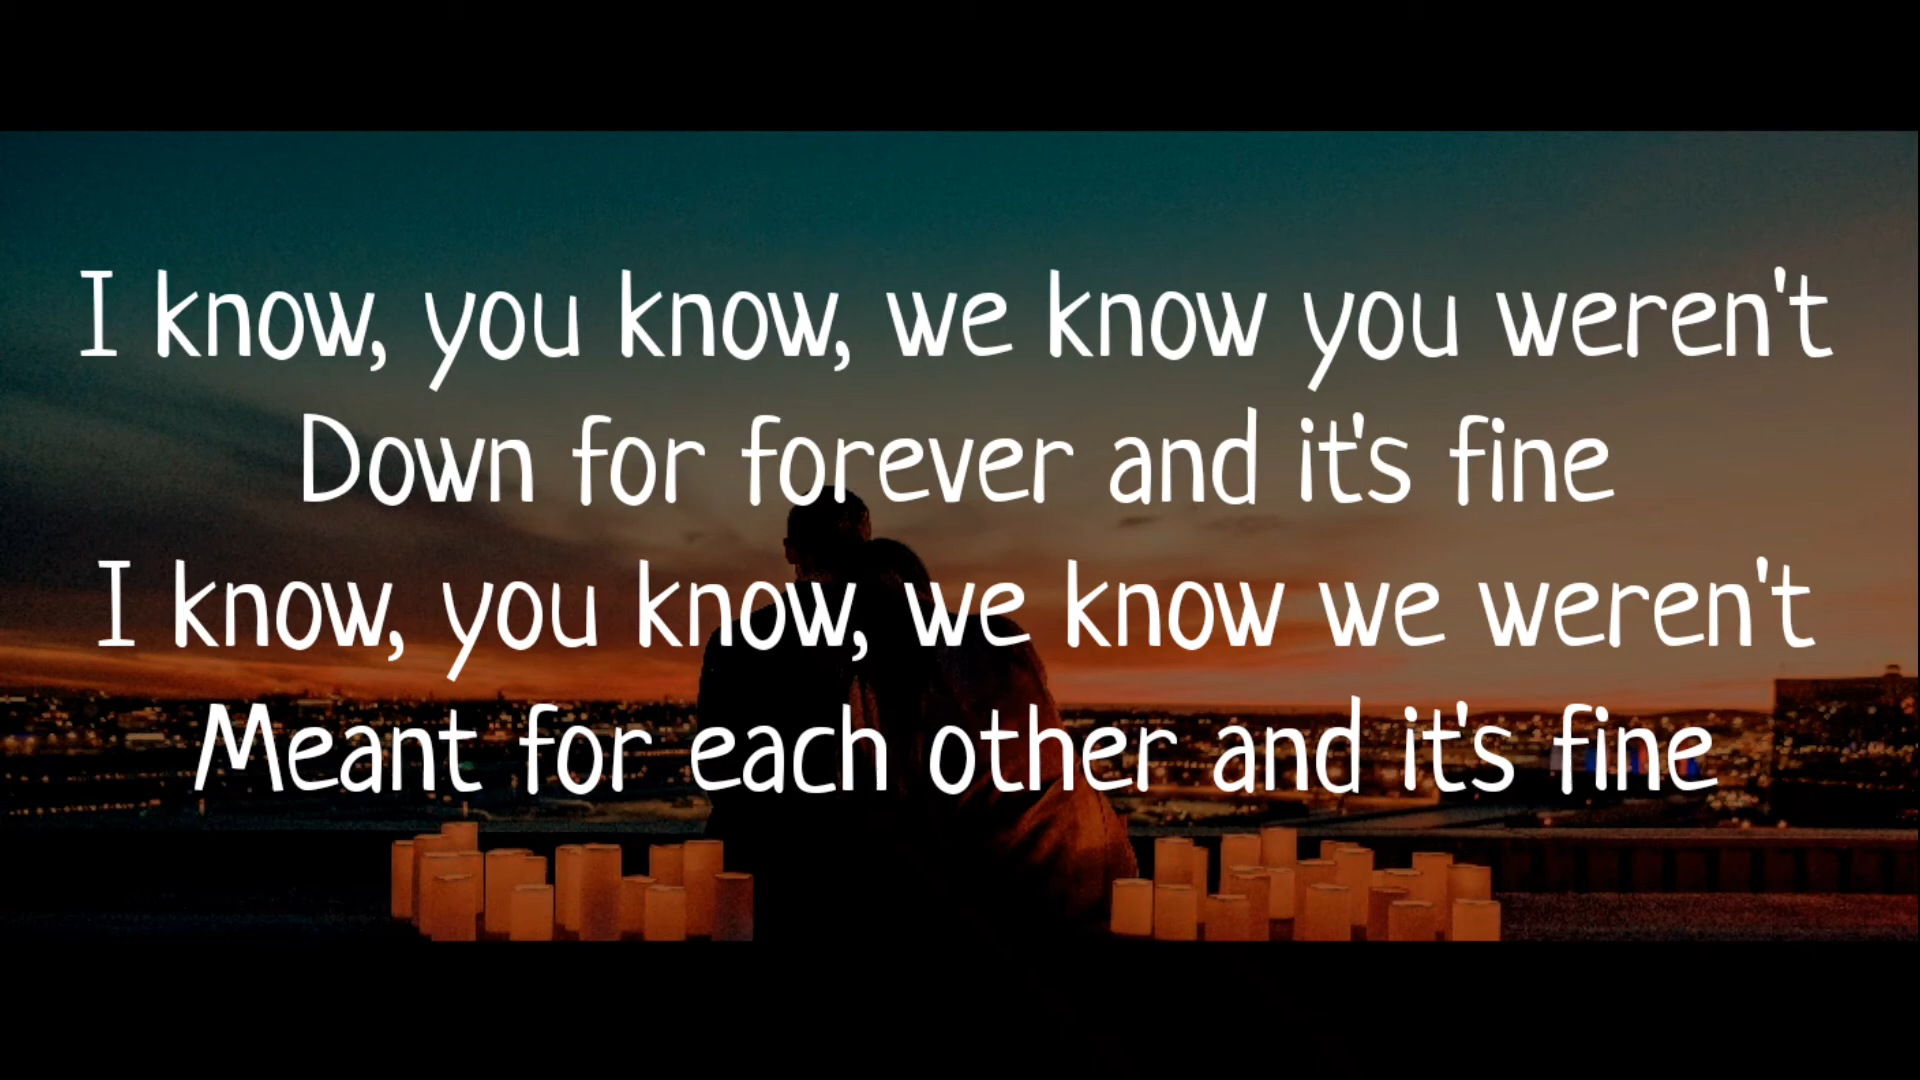 I know, you know, we know you weren't
Down for forever and it's fine
I know, you know, we know we weren't
Meant for each other and it's fine